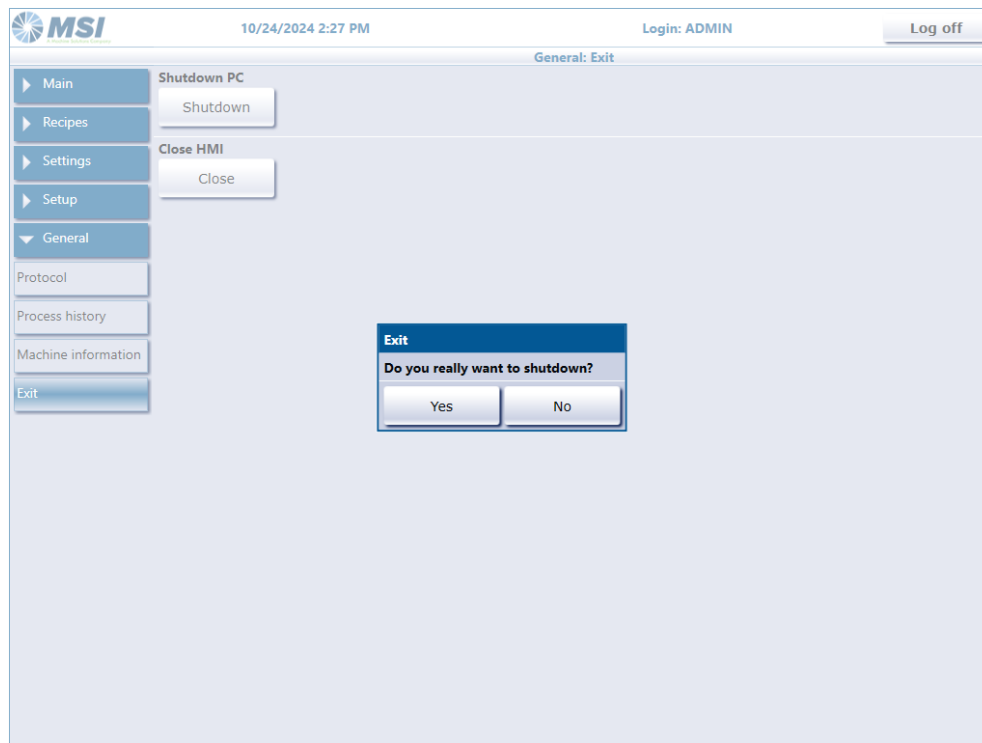 MSI
10/24/2024 2:27 PM
Login: ADMIN
Log off
General: Exit
Main
Recipes
Settings
Setup
General
Protocol
Process history
Machine information
Exit
Shutdown PC
Shutdown
Close HMI
Close
Exit
Do you really want to shutdown?
Yes
No